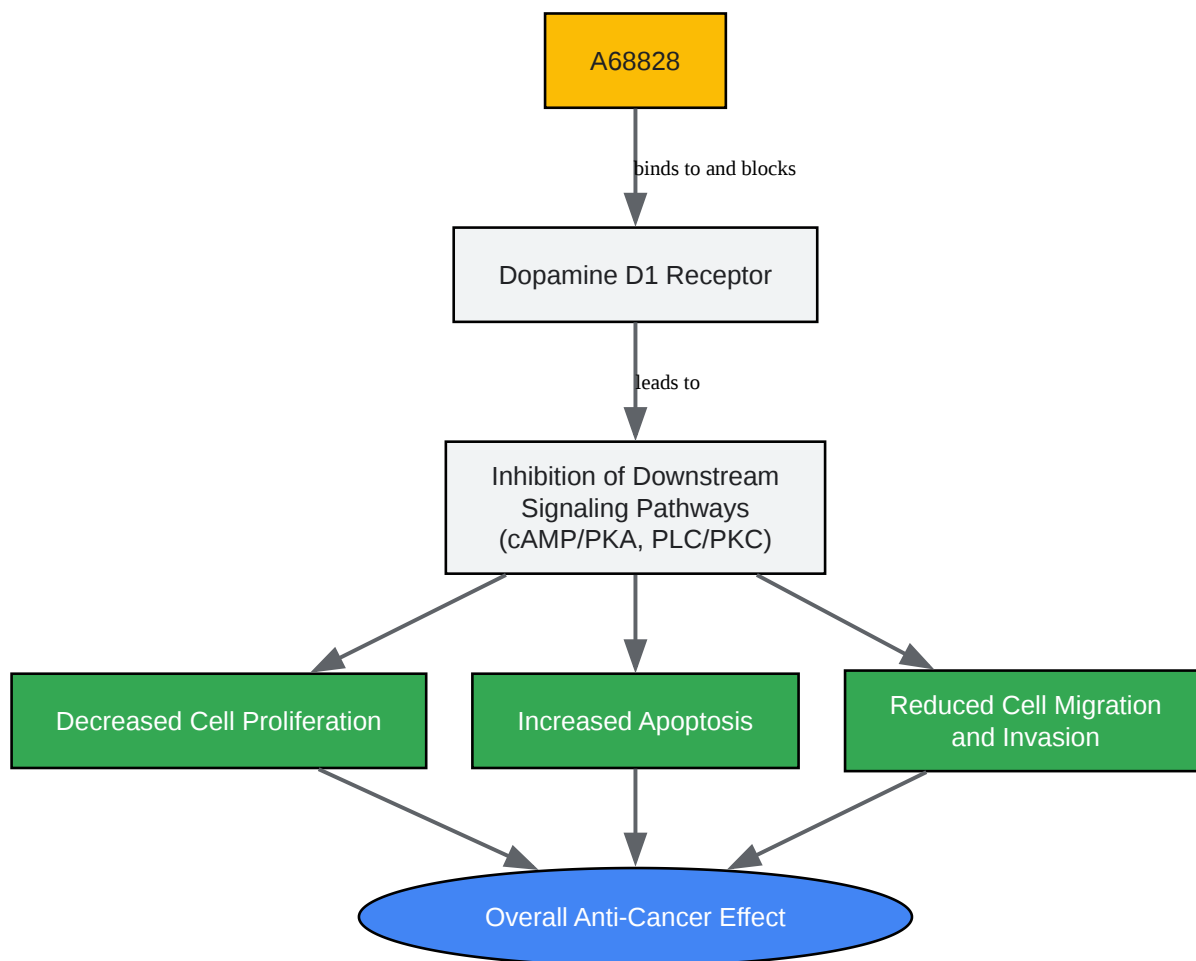 A68828
binds to and blocks
Dopamine D1 Receptor
leads to
Inhibition of Downstream
Signaling Pathways
(cAMP/PKA, PLC/PKC)
Decreased Cell Proliferation
Increased Apoptosis
Reduced Cell Migration
and Invasion
Overall Anti-Cancer Effect